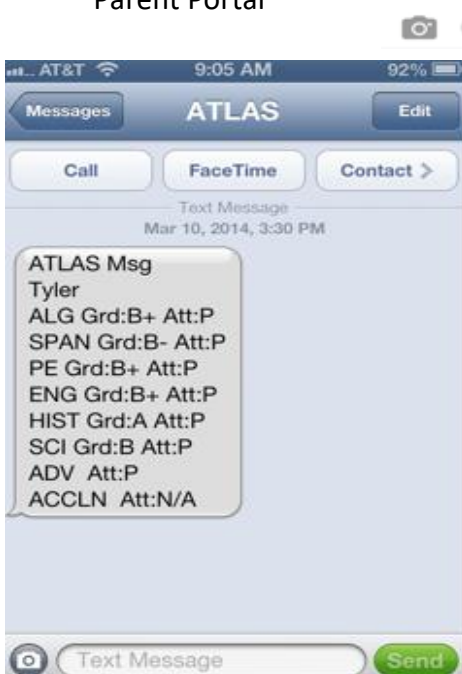 Parent Portal
AT&T 9:05 AM 92%
Messages ATLAS Edit
Call FaceTime Contact >
Text Message
Mar 10, 2014, 3:30 PM
ATLAS Msg
Tyler
ALG Grd:B+ Att:P
SPAN Grd:B- Att:P
PE Grd:B+ Att:P
ENG Grd:B+ Att:P
HIST Grd:A Att:P
SCI Grd:B Att:P
ADV Att:P
ACCLN Att:N/A
Text Message Send